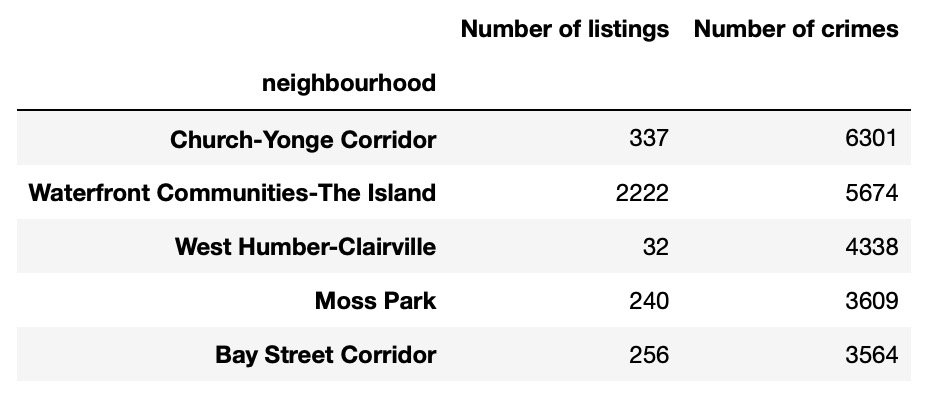 Number of listings Number of crimes
neighbourhood
Church-Yonge Corridor 337 6301
Waterfront Communities-The Island 2222 5674
West Humber-Clairville 32 4338
Moss Park 240 3609
Bay Street Corridor 256 3564